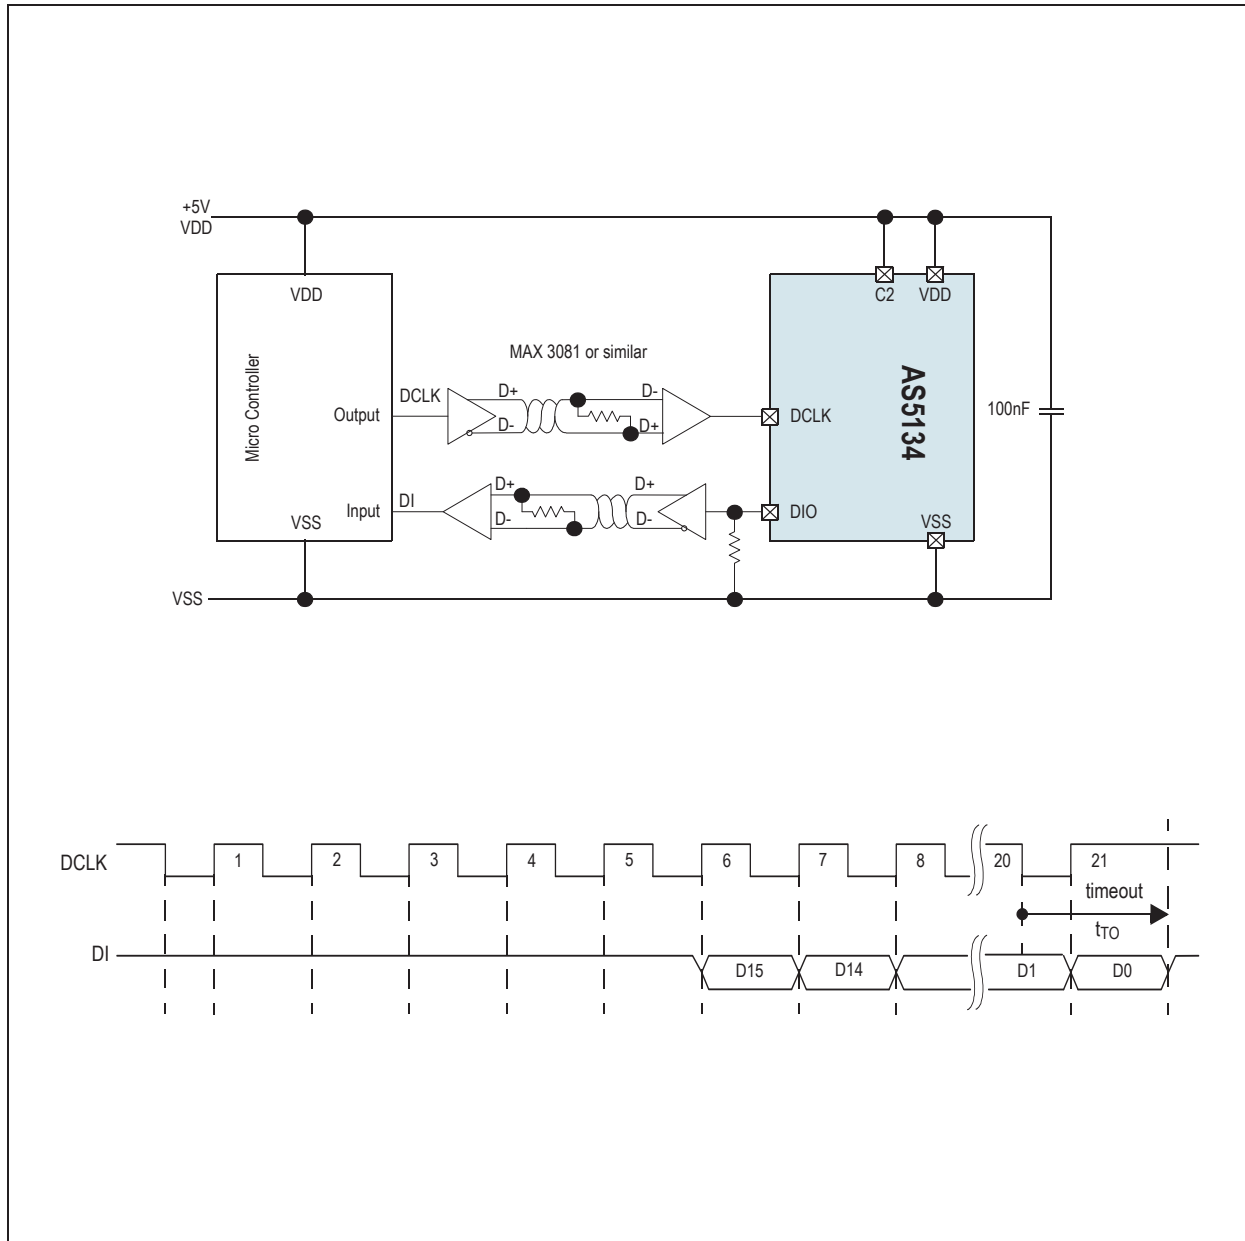 +5V
VDD
VDD
C2 VDD
Micro Controller
MAX 3081 or similar
AS5134
DCLK D+ D-
Output
D- D+
DCLK
100nF
DI D+ D+
Input
D- D-
DIO
VSS
VSS
VSS
DCLK 1 2 3 4 5 6 7 8 20 21
timeout
tTO
DI D15 D14 D1 D0